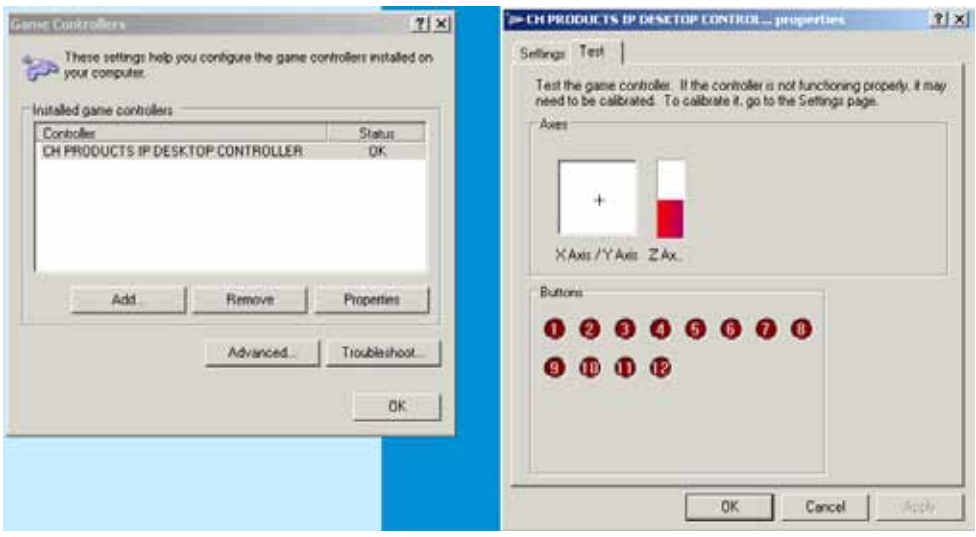 Game Controllers
These settings help you configure the game controllers installed on
your computer.
Installed game controllers
Controller Status
CH PRODUCTS IP DESKTOP CONTROLLER OK
Add...
Remove
Properties
Advanced...
Troubleshoot...
OK
CH PRODUCTS IP DESKTOP CONTROL... properties
Settings Test
Test the game controller. If the controller is not functioning properly, it may
need to be calibrated. To calibrate it, go to the Settings page.
Axes
X Axis / Y Axis Z Ax..
Buttons
1 2 3 4 5 6 7 8
9 10 11 12
OK
Cancel
Apply